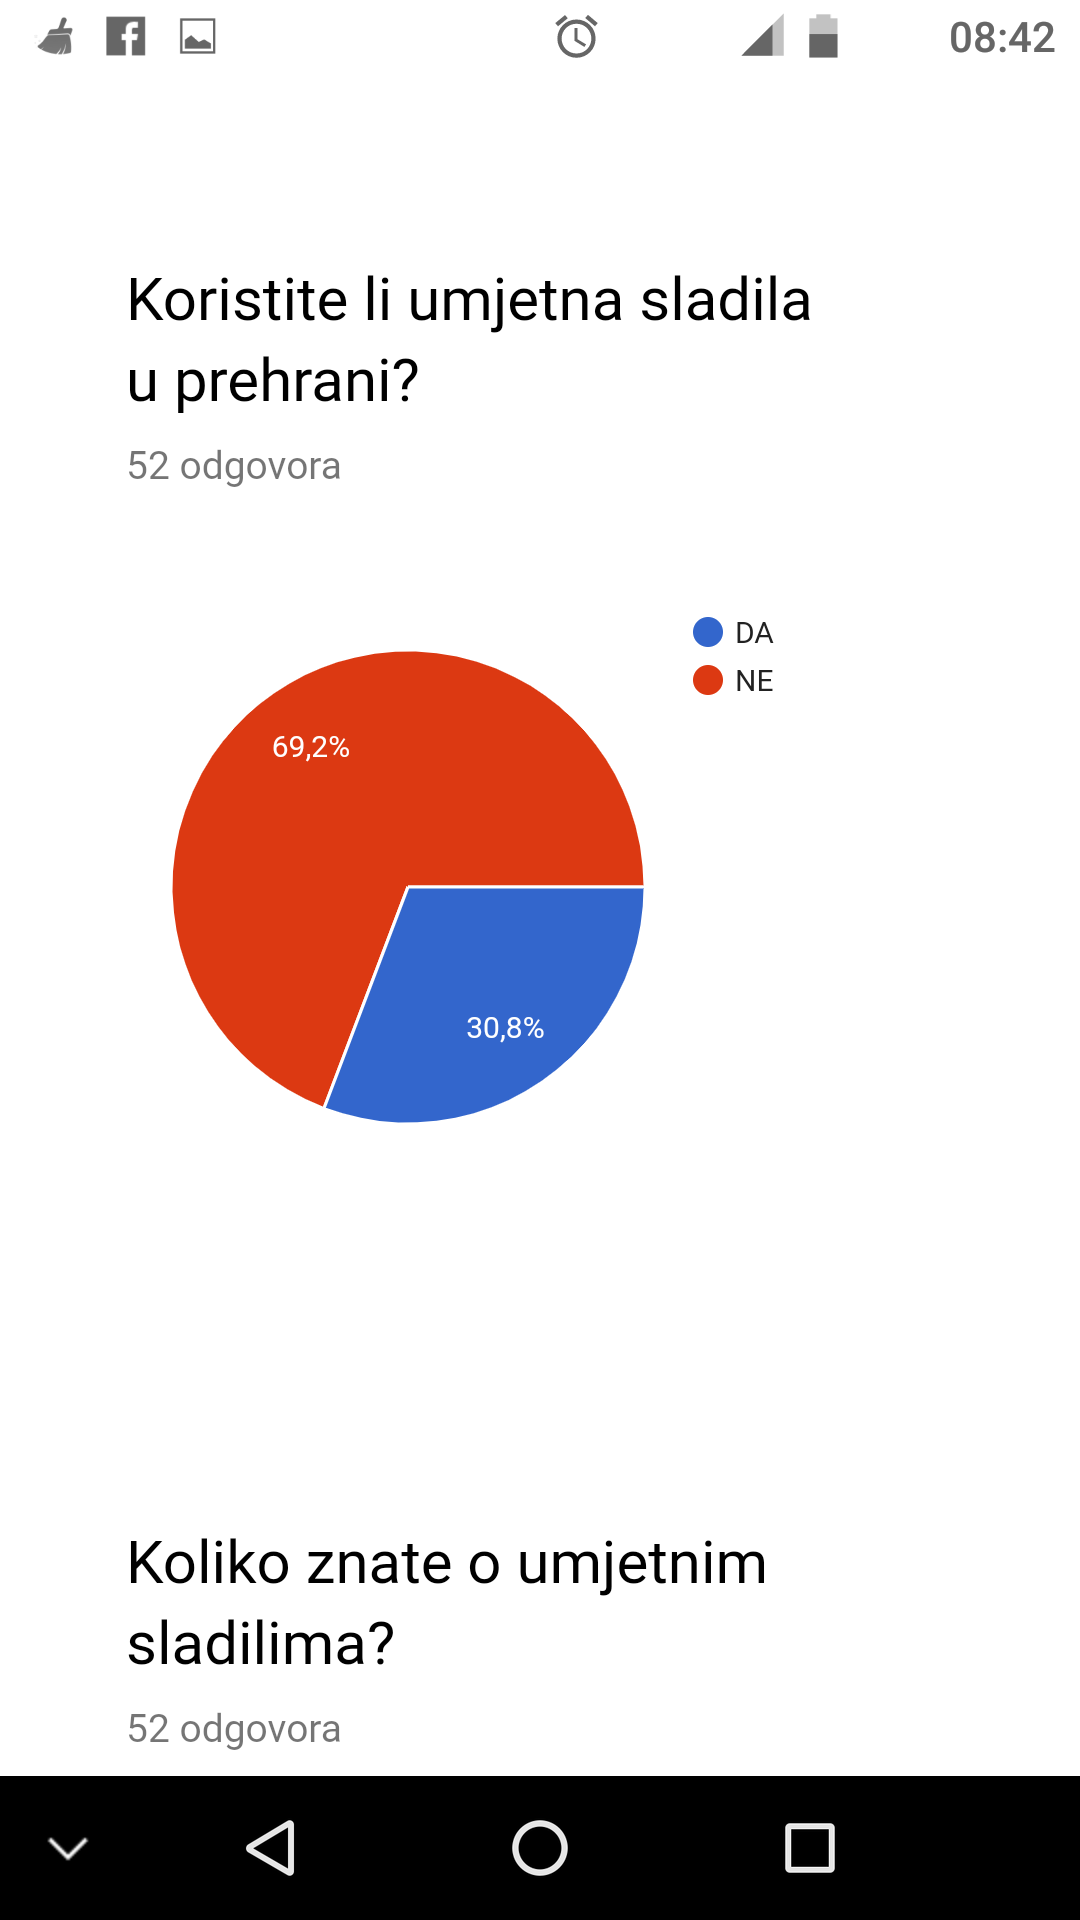 08:42
Koristite li umjetna sladila
u prehrani?
52 odgovora
DA
NE
69,2%
30,8%
Koliko znate o umjetnim
sladilima?
52 odgovora